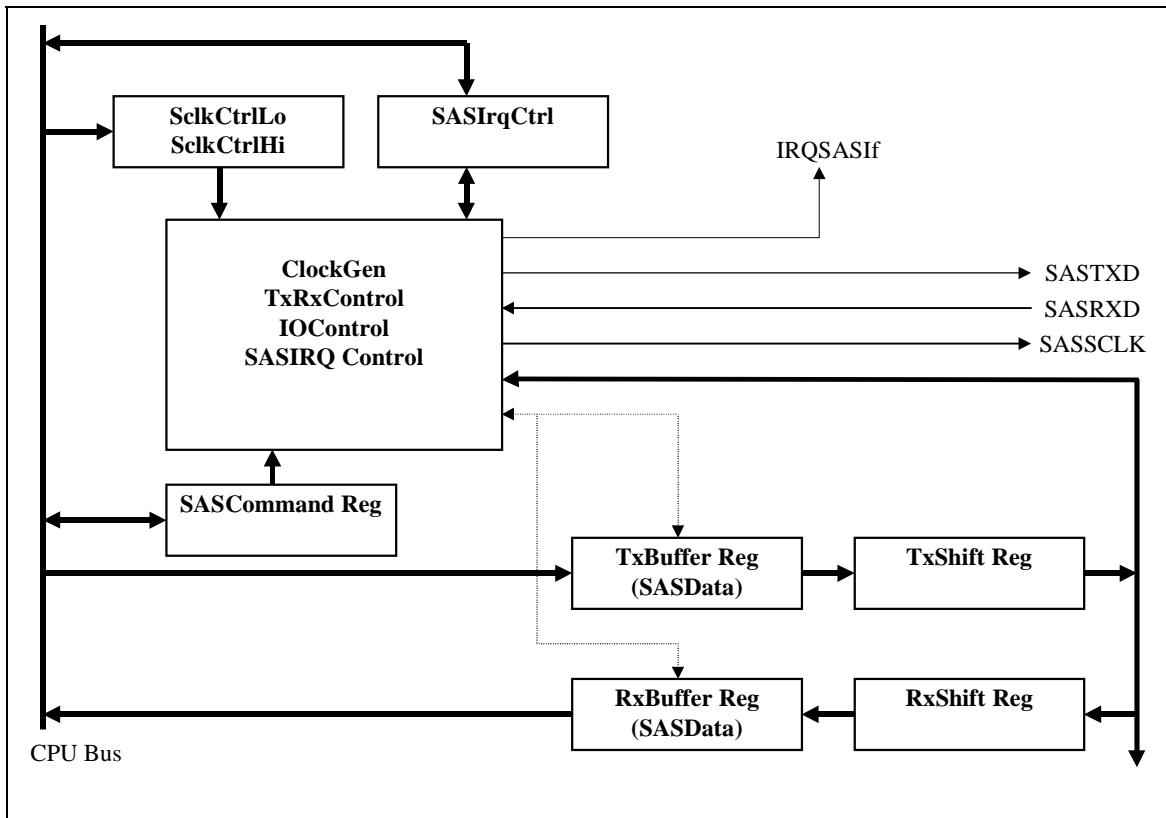 SclkCtrlLo
SclkCtrlHi
SASIrqCtrl
IRQSASIf
ClockGen
TxRxControl
IOControl
SASIRQ Control
SASTXD
SASRXD
SASSCLK
SASCommand Reg
TxBuffer Reg
(SASData)
TxShift Reg
RxBuffer Reg
(SASData)
RxShift Reg
CPU Bus